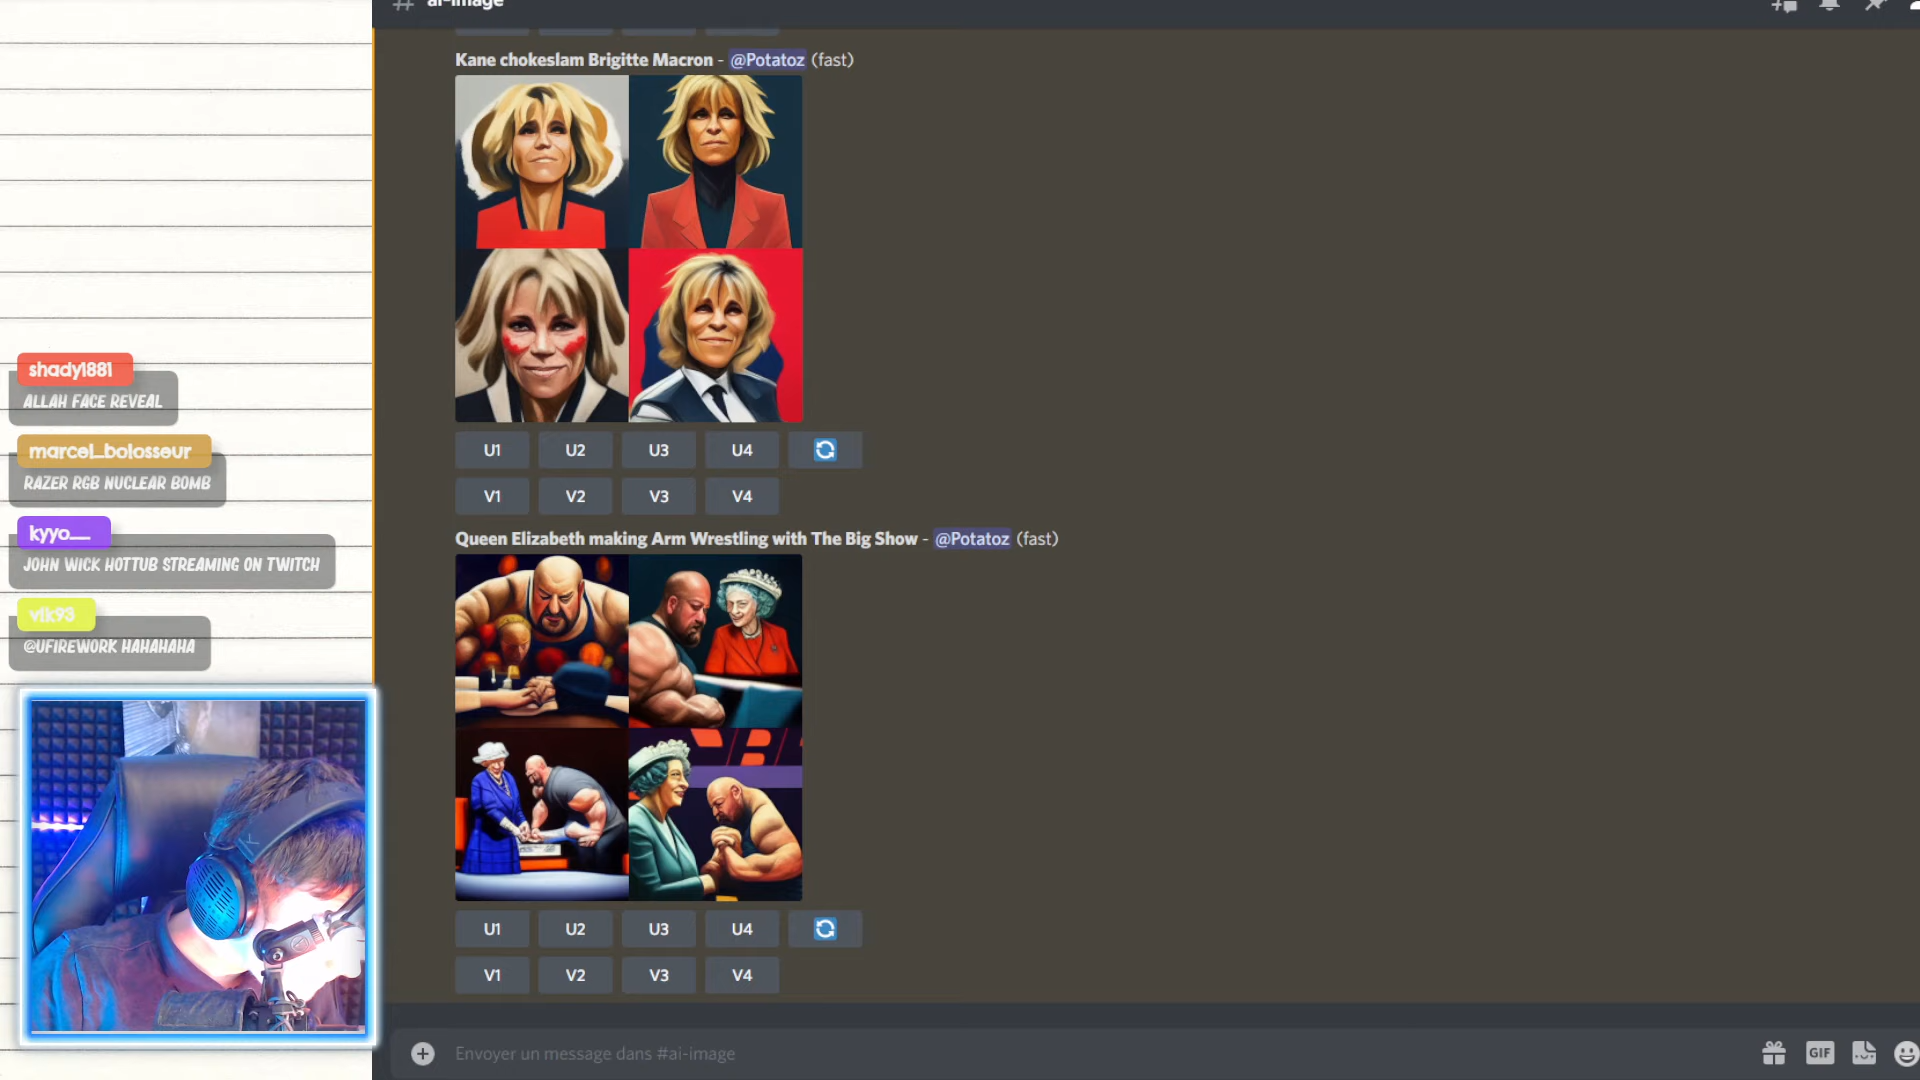 # ai-image
Kane chokeslam Brigitte Macron - @Potatoz (fast)
U1 U2 U3 U4
V1 V2 V3 V4
Queen Elizabeth making Arm Wrestling with The Big Show - @Potatoz (fast)
U1 U2 U3 U4
V1 V2 V3 V4
Envoyer un message dans #ai-image
GIF
shady1881
ALLAH FACE REVEAL
marcel_bolosseur
RAZER RGB NUCLEAR BOMB
kyyo__
JOHN WICK HOTTUB STREAMING ON TWITCH
vlk93
@UFIREWORK HAHAHAHA